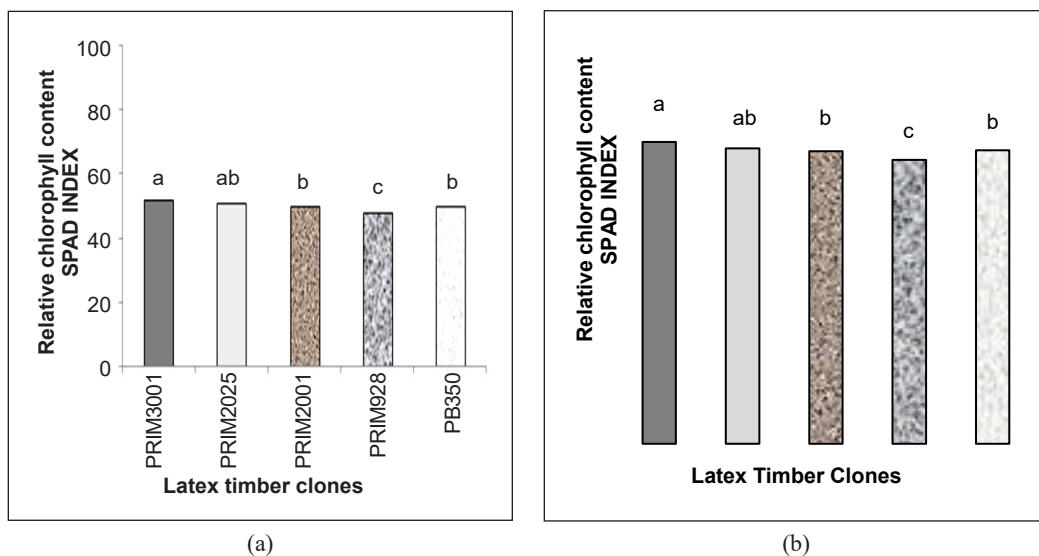 Relative chlorophyll content
SPAD INDEX
100
80
60
40
20
0
a
ab
b
c
b
PRIM3001
PRIM2025
PRIM2001
PRIM928
PB350
Latex timber clones
(a)
Relative chlorophyll content
SPAD INDEX
a
ab
b
c
b
Latex Timber Clones
(b)